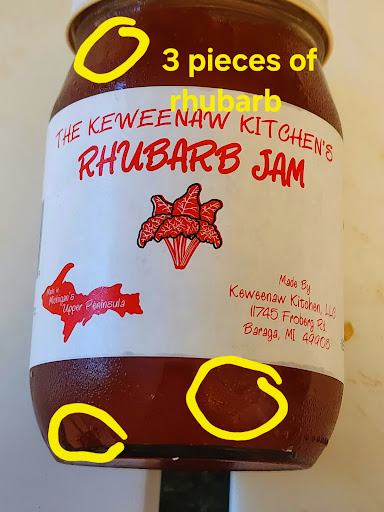 3 pieces of
rhubarb
THE KEWEENAW KITCHEN'S
RHUBARB JAM
Made in
Michigan's
Upper Peninsula
Made By
Keweenaw Kitchen, LLC
11745 Froberg Rd.
Baraga, MI 49908